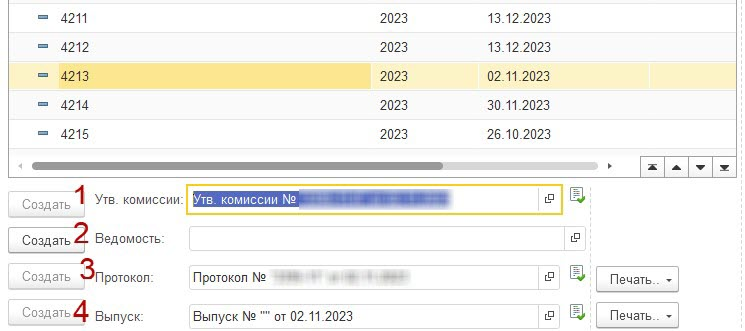 4211 2023 13.12.2023
4212 2023 13.12.2023
4213 2023 02.11.2023
4214 2023 30.11.2023
4215 2023 26.10.2023
Создать 1 Утв. комиссии: Утв. комиссии №
Создать 2 Ведомость:
Создать 3 Протокол: Протокол № Печать..
Создать 4 Выпуск: Выпуск № "" от 02.11.2023 Печать..